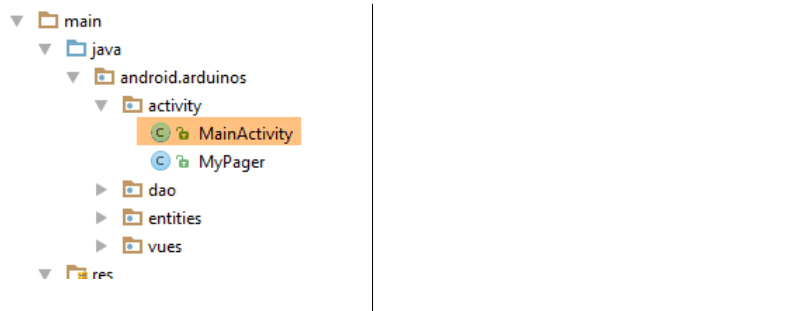 main
java
android.arduinos
activity
C MainActivity
C MyPager
dao
entities
vues
res